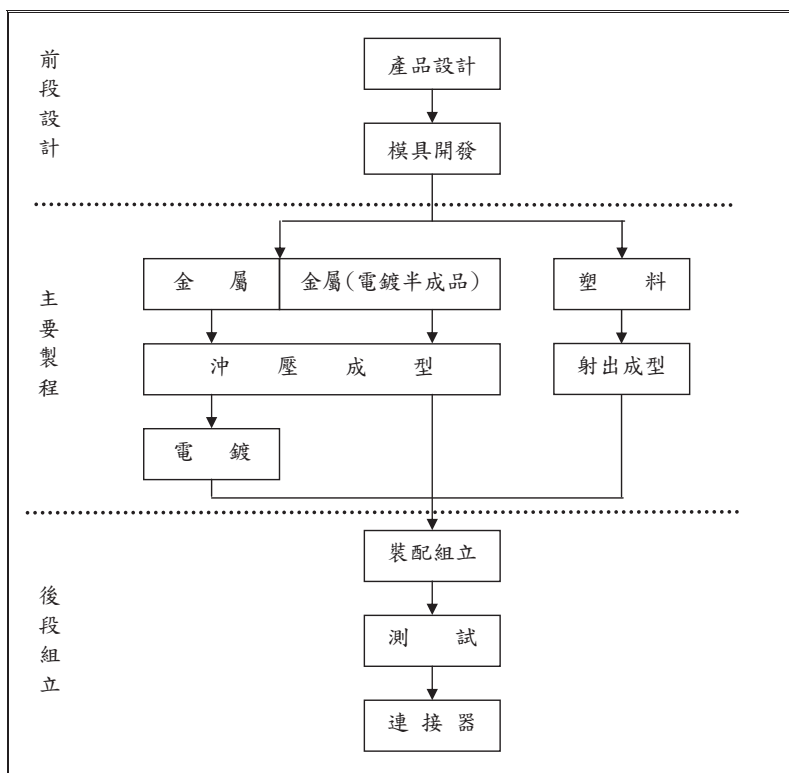 前段設計
產品設計
模具開發
主要製程
金 屬
金屬(電鍍半成品)
塑 料
沖 壓 成 型
射出成型
電 鍍
後段組立
裝配組立
測 試
連 接 器